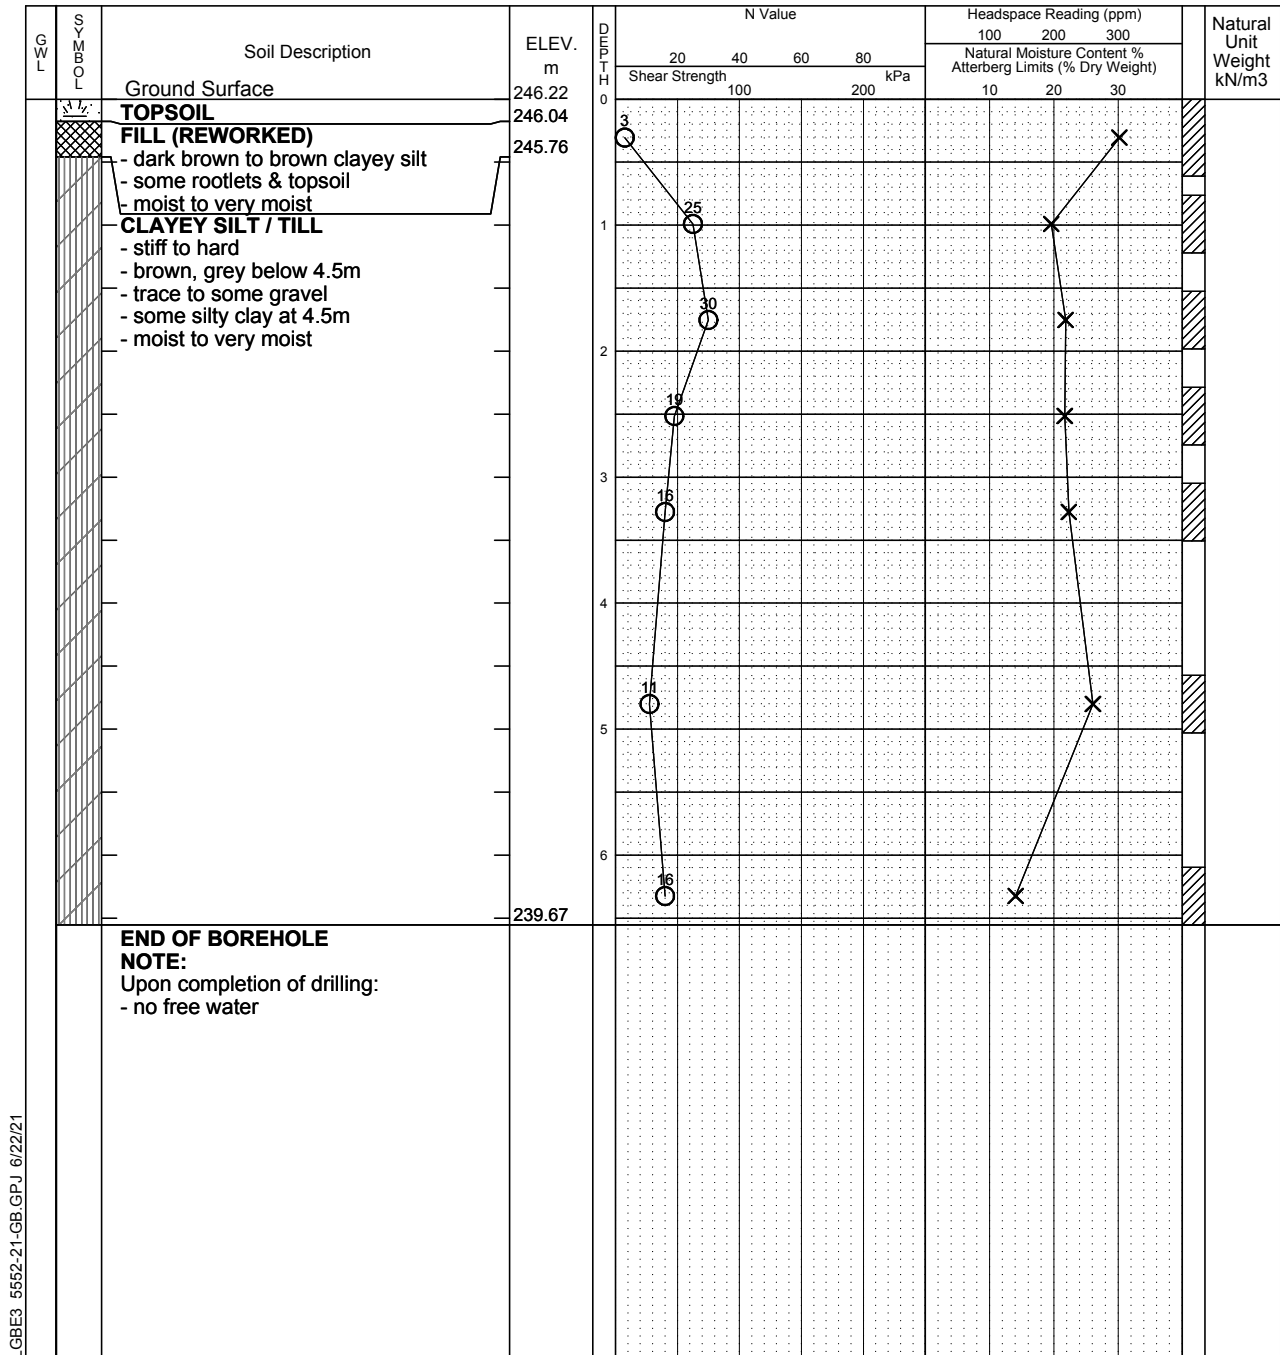 GWL
SYMBOL
Soil Description
Ground Surface
ELEV.
m
DEPTH
N Value
20 40 60 80
Shear Strength kPa
100 200
Headspace Reading (ppm)
100 200 300
Natural Moisture Content %
Atterberg Limits (% Dry Weight)
10 20 30
Natural
Unit
Weight
kN/m3
246.22
0
TOPSOIL
246.04
FILL (REWORKED)
245.76
- dark brown to brown clayey silt
- some rootlets & topsoil
- moist to very moist
CLAYEY SILT / TILL
- stiff to hard
- brown, grey below 4.5m
- trace to some gravel
- some silty clay at 4.5m
- moist to very moist
3
25
1
30
2
19
3
16
4
11
5
6
16
239.67
END OF BOREHOLE
NOTE:
Upon completion of drilling:
- no free water
GBE3 5552-21-GB.GPJ 6/22/21